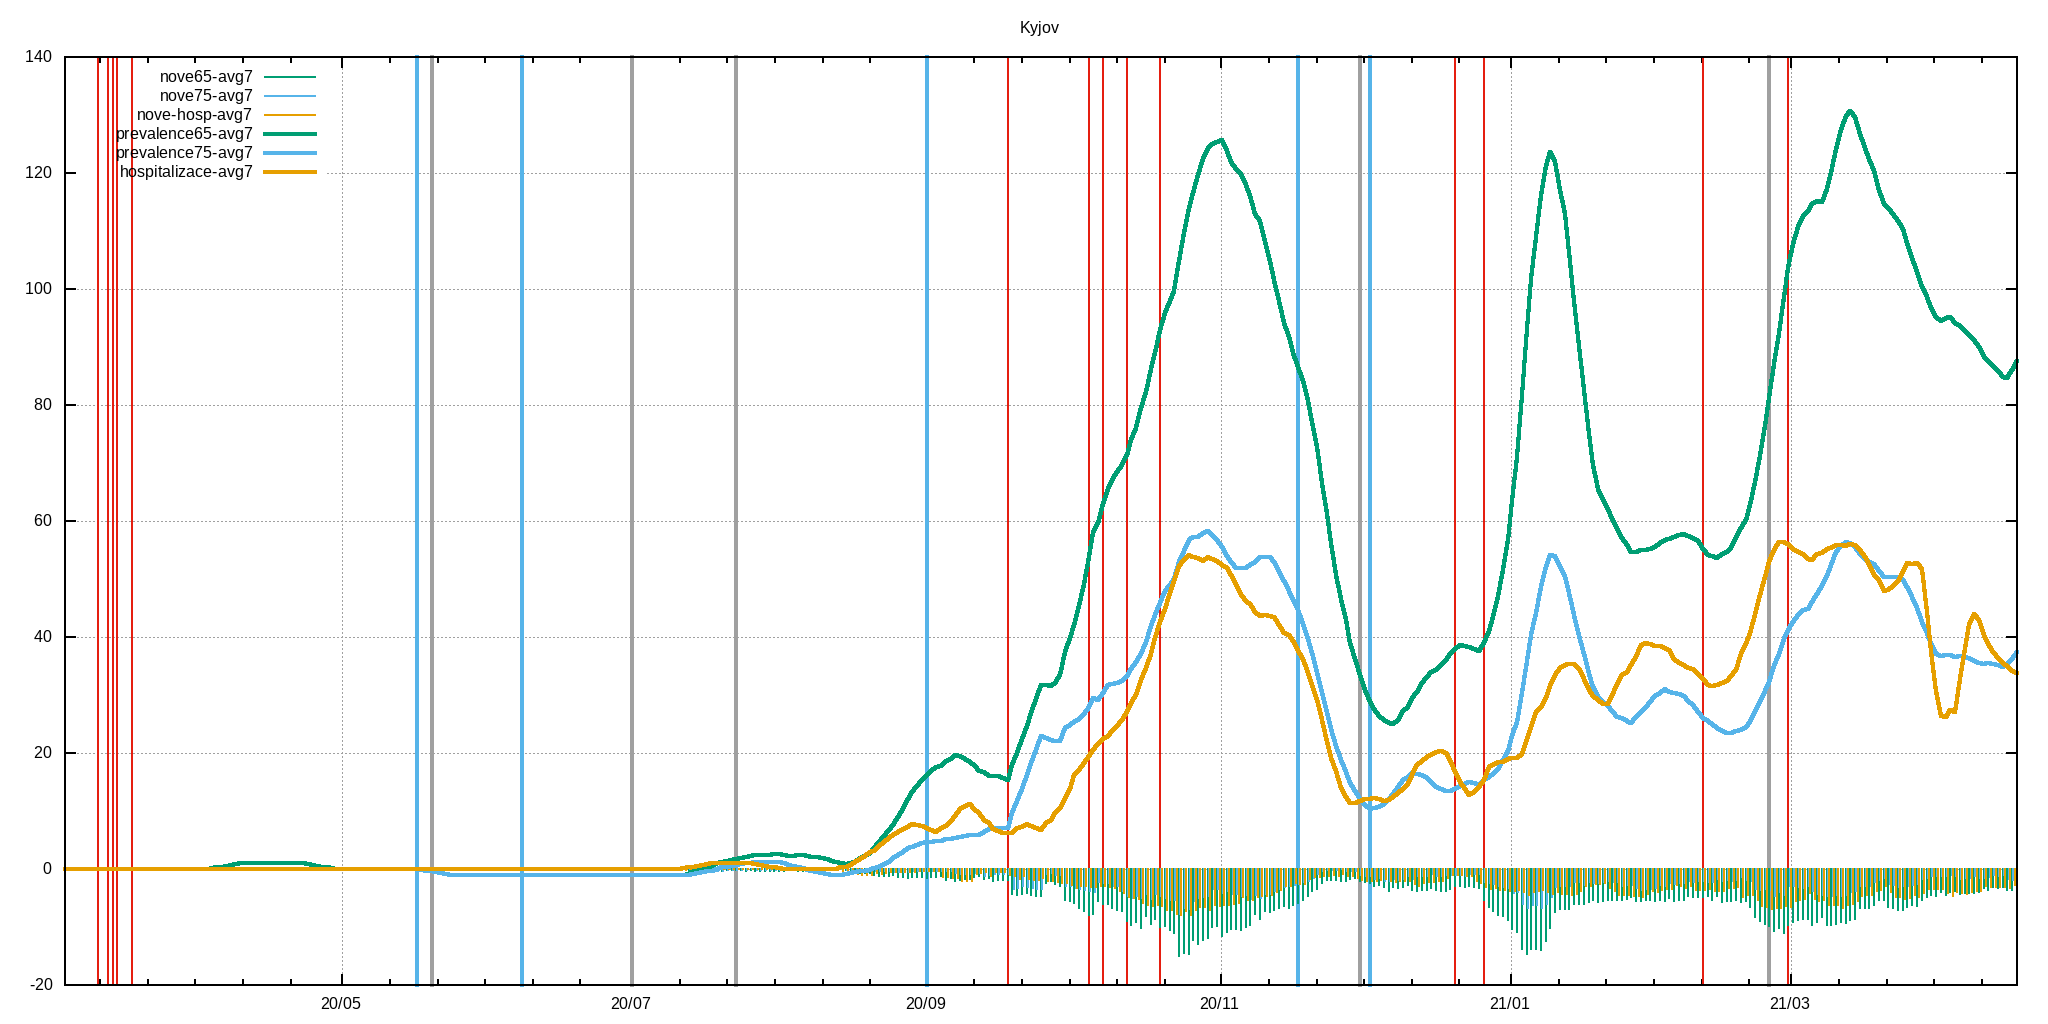 Kyjov
140
120
100
80
60
40
20
0
-20
nove65-avg7
nove75-avg7
nove-hosp-avg7
prevalence65-avg7
prevalence75-avg7
hospitalizace-avg7
20/05 20/07 20/09 20/11 21/01 21/03